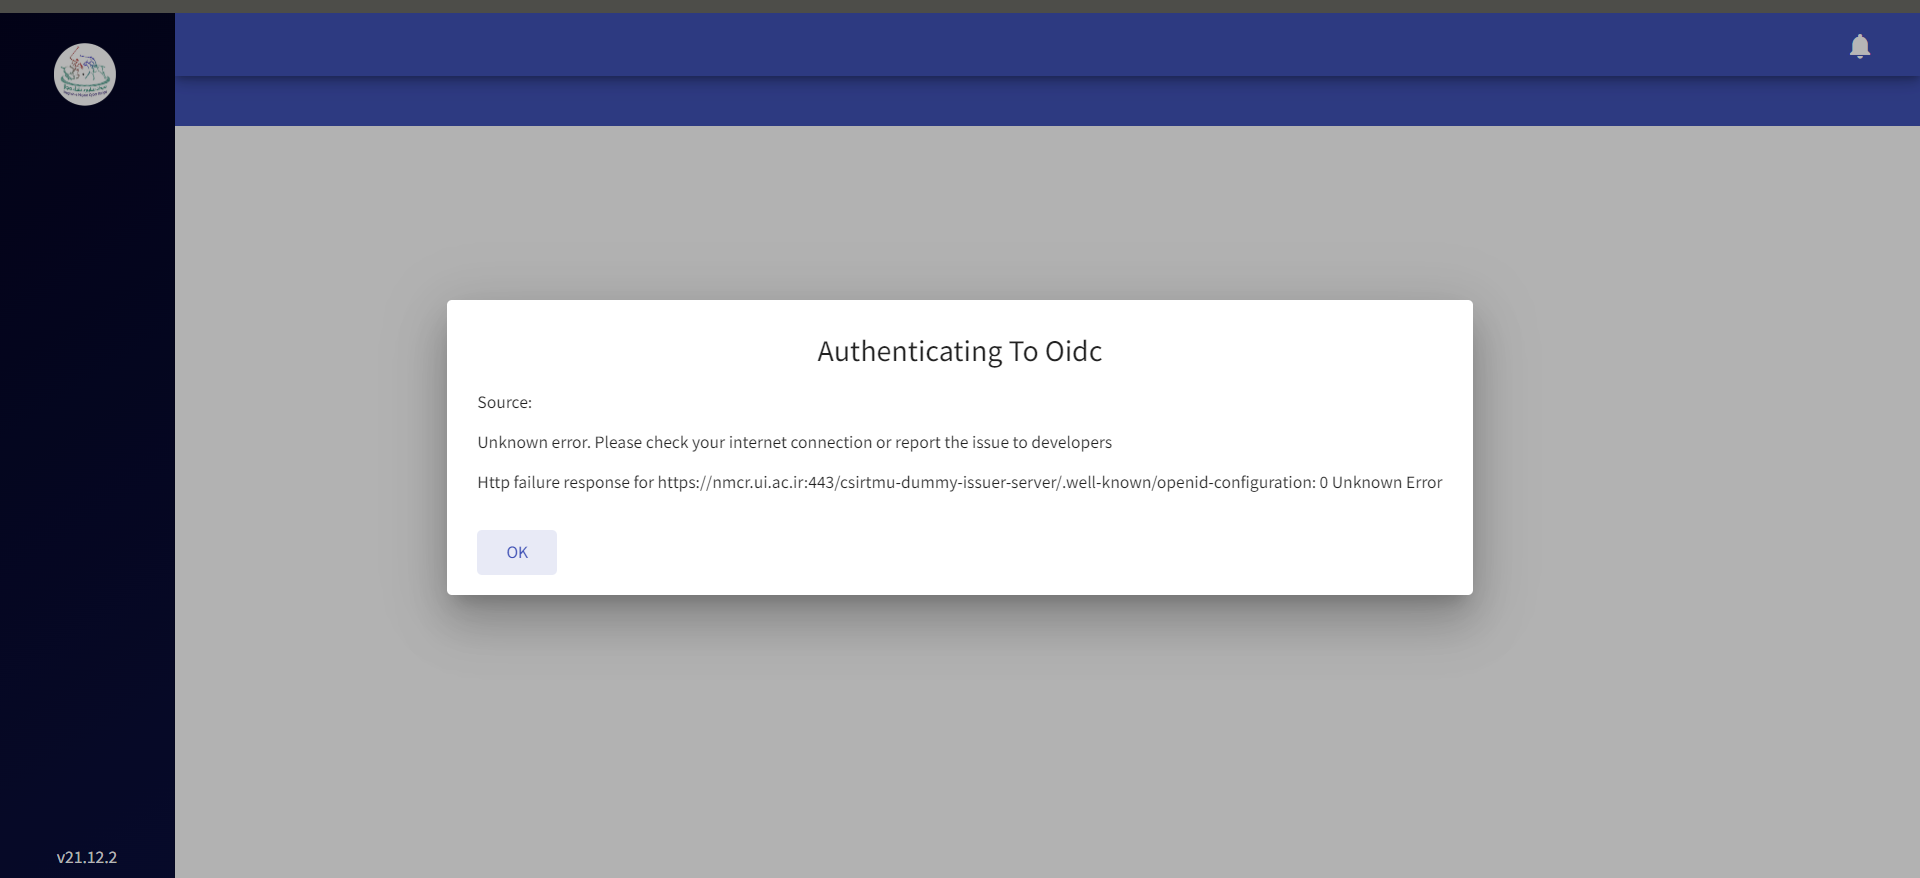 Authenticating To Oidc
Source:
Unknown error. Please check your internet connection or report the issue to developers
Http failure response for https://nmcr.ui.ac.ir:443/csirtmu-dummy-issuer-server/.well-known/openid-configuration: 0 Unknown Error
OK
v21.12.2